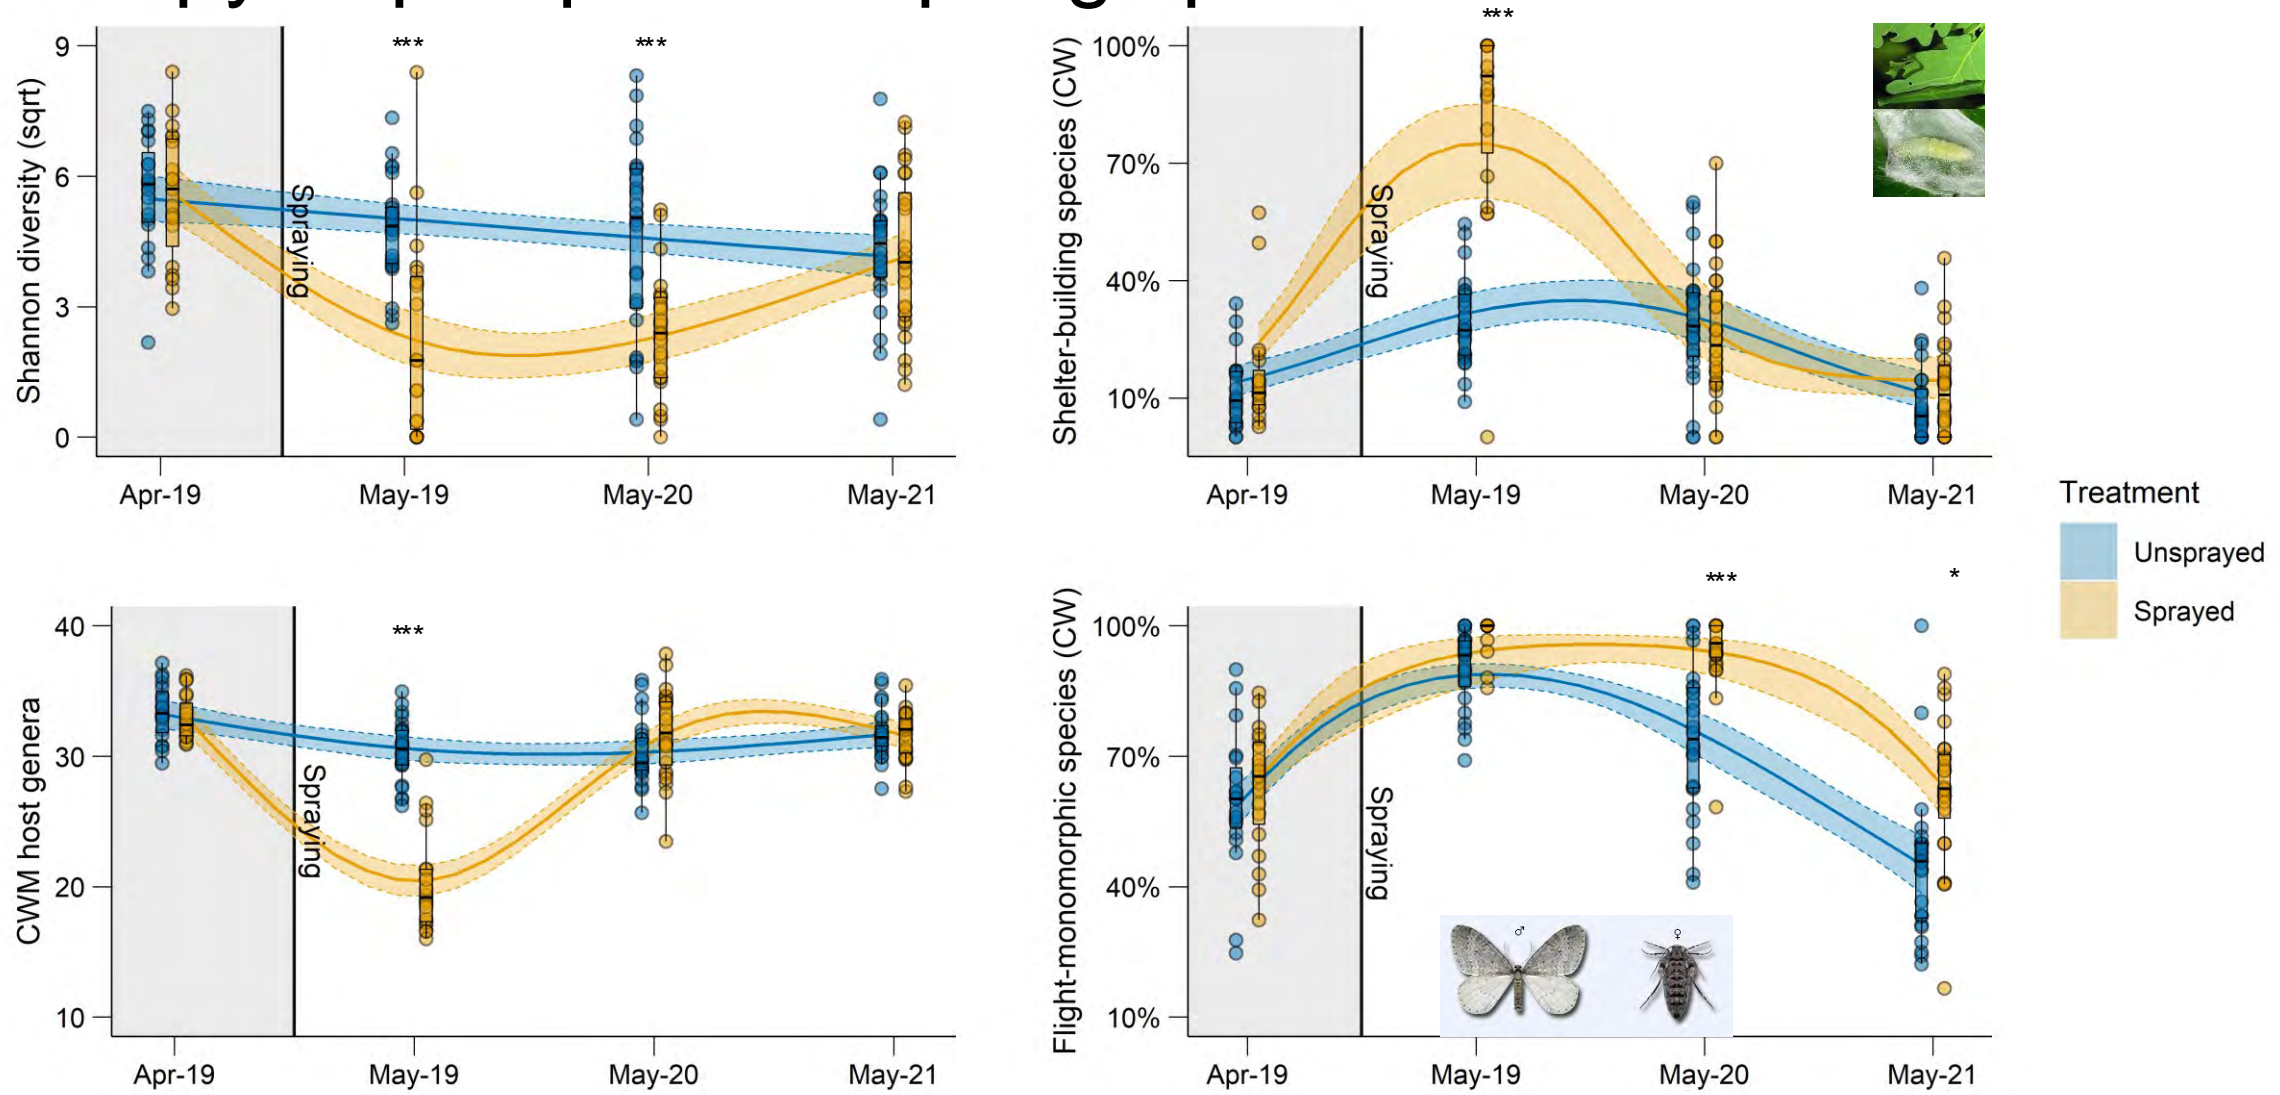 ***
***
9
6
3
0
Shannon diversity (sqrt)
Spraying
Apr-19
May-19
May-20
May-21
***
100%
70%
40%
10%
Shelter-building species (CW)
Spraying
Apr-19
May-19
May-20
May-21
Treatment
Unsprayed
Sprayed
***
40
30
20
10
CWM host genera
Spraying
Apr-19
May-19
May-20
May-21
***
*
100%
70%
40%
10%
Flight-monomorphic species (CW)
Spraying
♂
♀
Apr-19
May-19
May-20
May-21